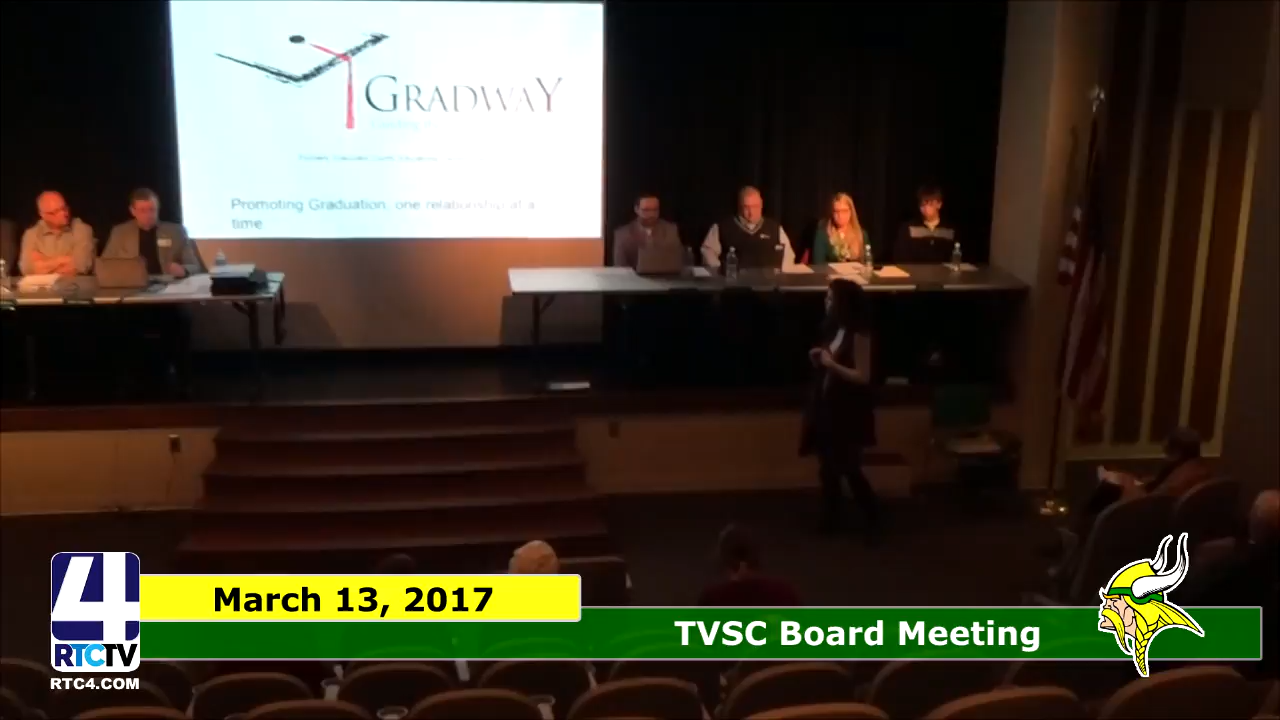 GRADWAY
Promoting Graduation: one relationship at a
time
4
March 13, 2017
TVSC Board Meeting
RTCTV
RTC4.COM